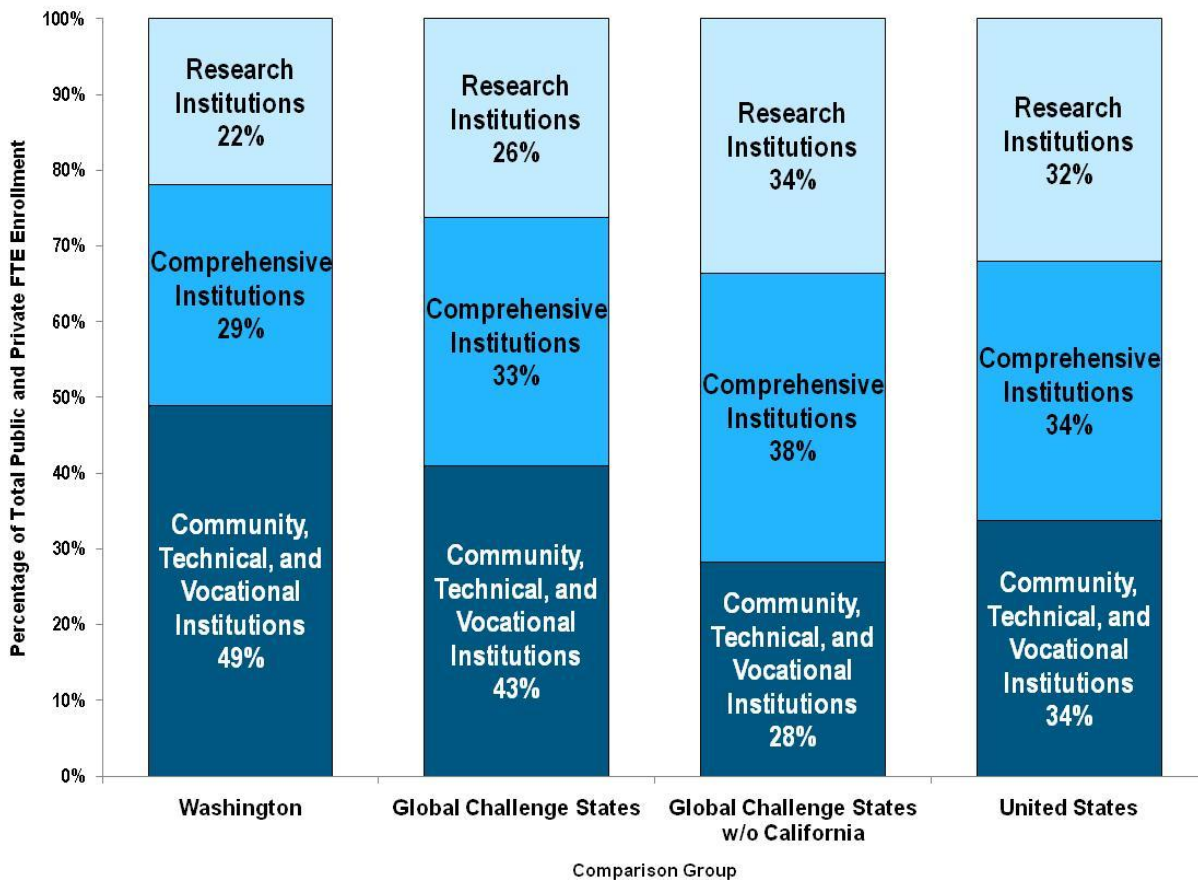 Percentage of Total Public and Private FTE Enrollment
100%
90%
80%
70%
60%
50%
40%
30%
20%
10%
0%
Research
Institutions
22%
Comprehensive
Institutions
29%
Community,
Technical, and
Vocational
Institutions
49%
Research
Institutions
26%
Comprehensive
Institutions
33%
Community,
Technical, and
Vocational
Institutions
43%
Research
Institutions
34%
Comprehensive
Institutions
38%
Community,
Technical, and
Vocational
Institutions
28%
Research
Institutions
32%
Comprehensive
Institutions
34%
Community,
Technical, and
Vocational
Institutions
34%
Washington
Global Challenge States
Global Challenge States
w/o California
United States
Comparison Group